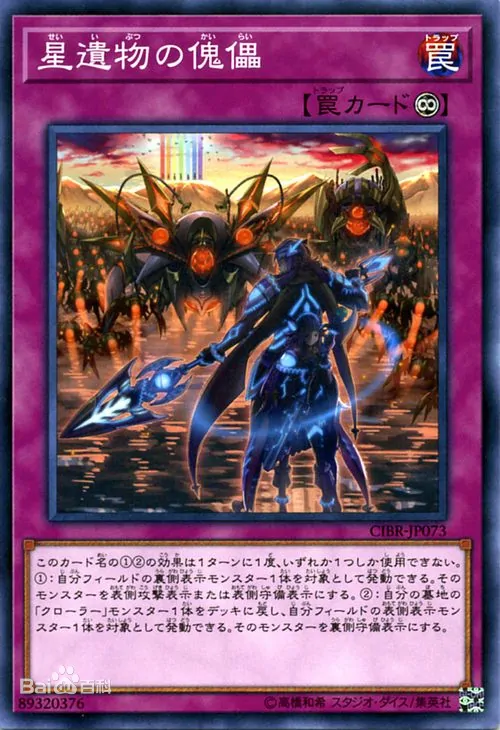 星遺物の傀儡
罠
【罠カード】
CIBR-JP073
このカード名の①②の効果は1ターンに1度、いずれか1つしか使用できない。
①：自分フィールドの裏側表示モンスター1体を対象として発動できる。その
モンスターを表側攻撃表示または表側守備表示にする。②：自分の墓地の
「クローラー」モンスター1体をデッキに戻し、自分フィールドの表側表示モン
スター1体を対象として発動できる。そのモンスターを裏側守備表示にする。
Bai百科
89320376
©高橋和希 スタジオ・ダイス/集英社